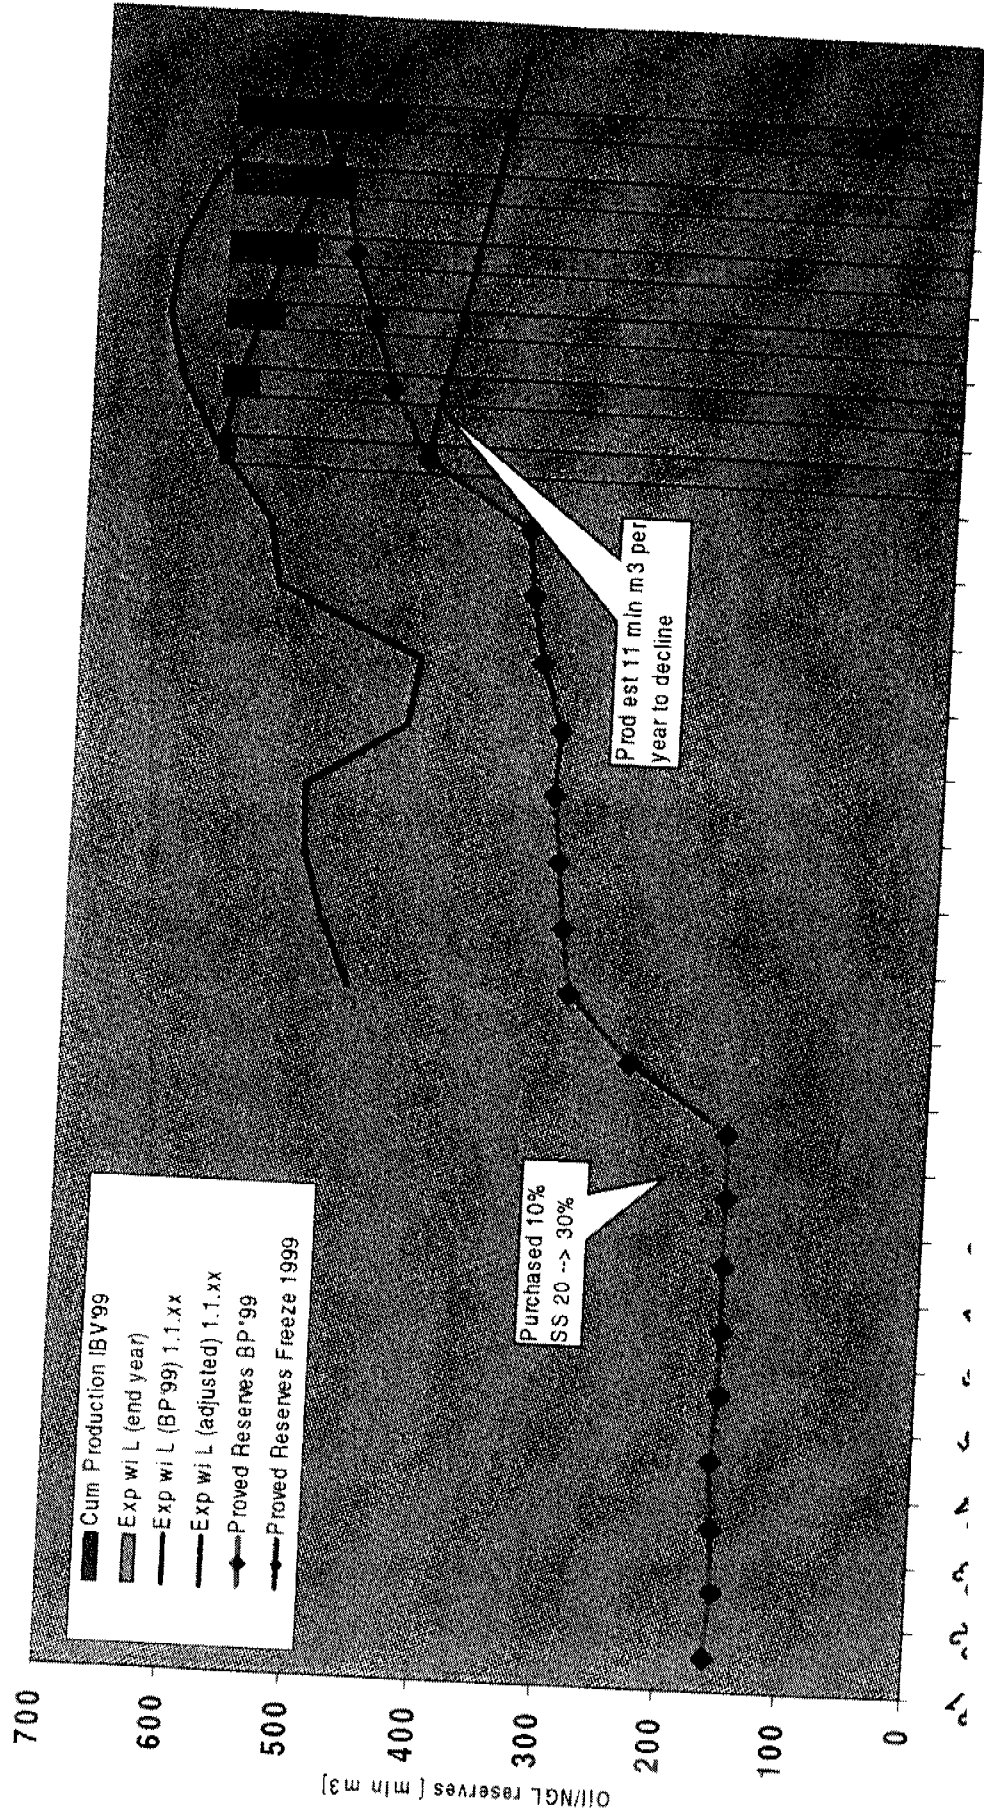 Oil/NGL reserves [ mln m3]
700
600
500
400
300
200
100
0
Cum Production IBV'99
Exp wi L (end year)
Exp wi L (BP'99) 1.1.xx
Exp wi L (adjusted) 1.1.xx
Proved Reserves BP'99
Proved Reserves Freeze 1999
Purchased 10%
SS 20 --> 30%
Prod est 11 mln m3 per
year to decline